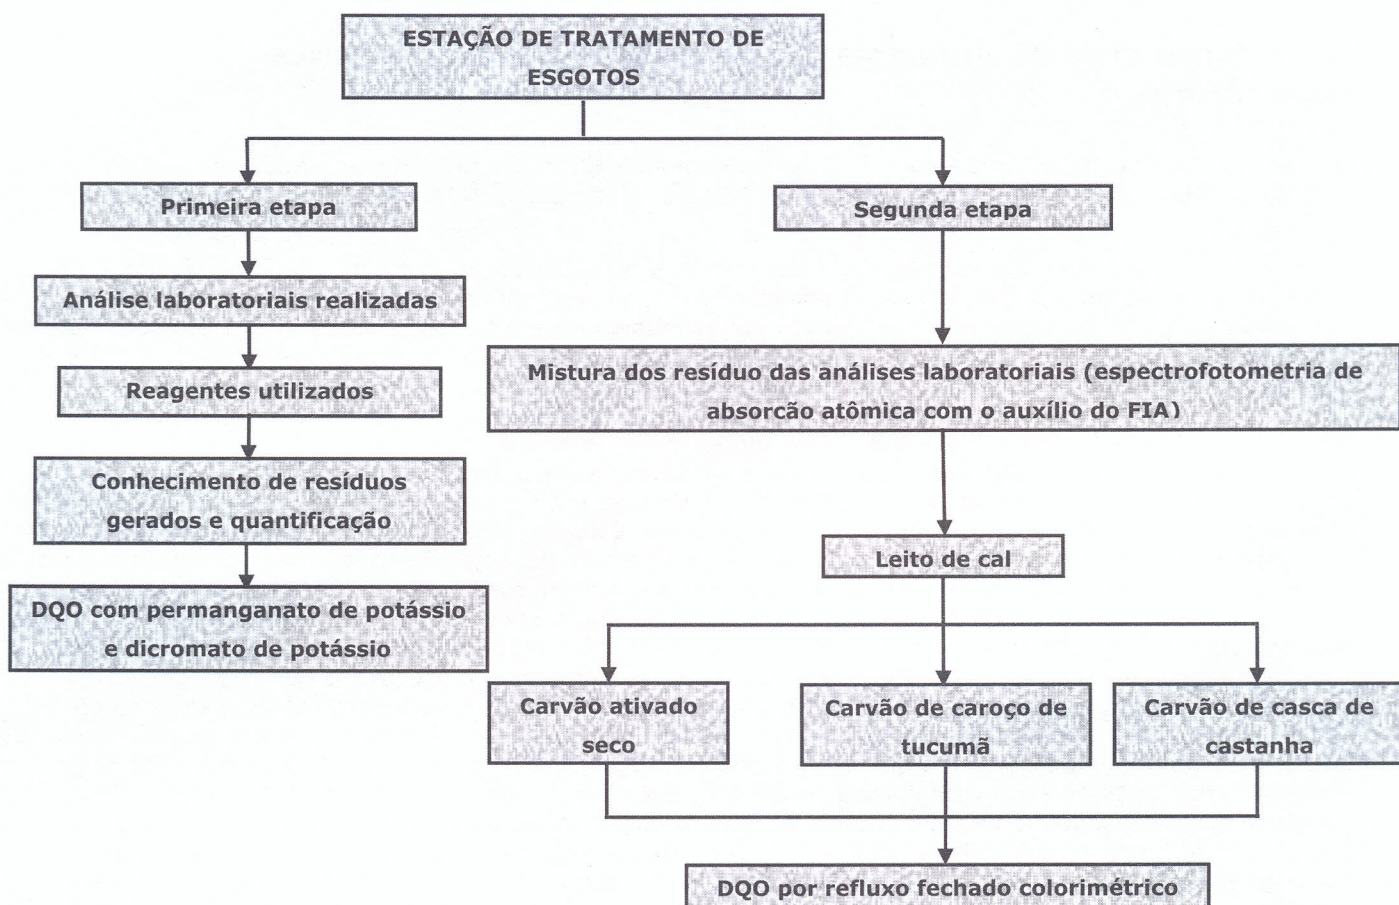 ESTAÇÃO DE TRATAMENTO DE
ESGOTOS
Primeira etapa
Análise laboratoriais realizadas
Reagentes utilizados
Conhecimento de resíduos
gerados e quantificação
DQO com permanganato de potássio
e dicromato de potássio
Segunda etapa
Mistura dos resíduo das análises laboratoriais (espectrofotometria de
absorcão atômica com o auxílio do FIA)
Leito de cal
Carvão ativado
seco
Carvão de caroço de
tucumã
Carvão de casca de
castanha
DQO por refluxo fechado colorimétrico